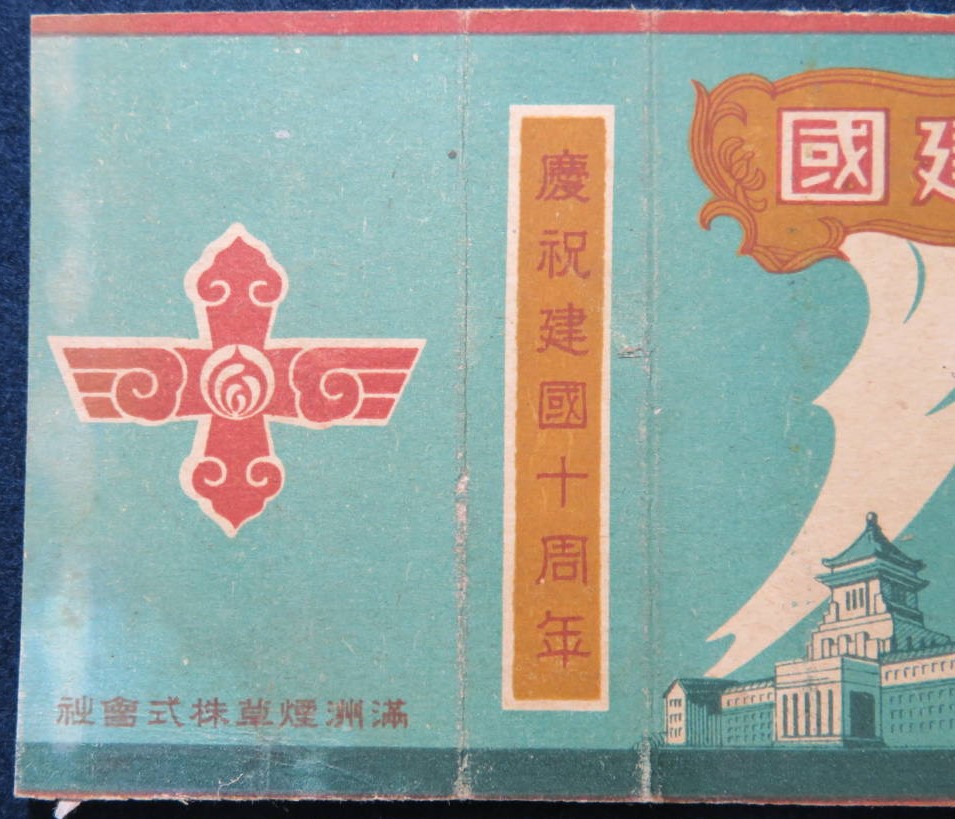 建國
慶祝建國十周年
滿洲煙草株式會社